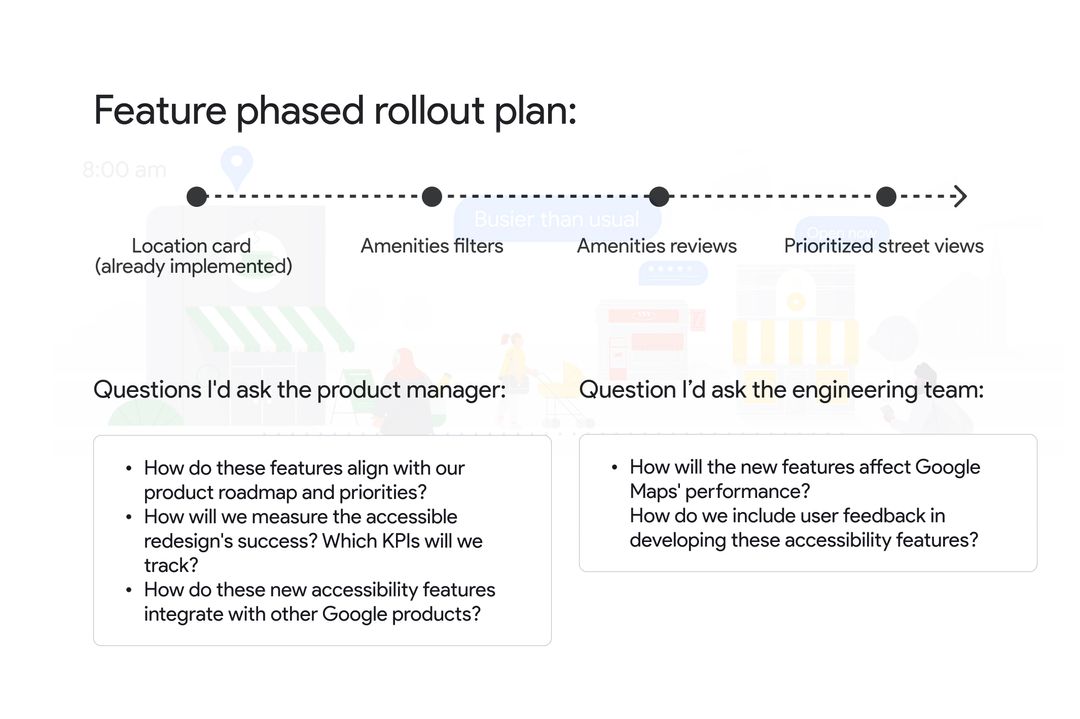 Feature phased rollout plan:
8:00 am
Busier than usual
Open now
Location card
(already implemented)
Amenities filters
Amenities reviews
Prioritized street views
Questions I'd ask the product manager:
• How do these features align with our
product roadmap and priorities?
• How will we measure the accessible
redesign's success? Which KPIs will we
track?
• How do these new accessibility features
integrate with other Google products?
Question I’d ask the engineering team:
• How will the new features affect Google
Maps' performance?
How do we include user feedback in
developing these accessibility features?